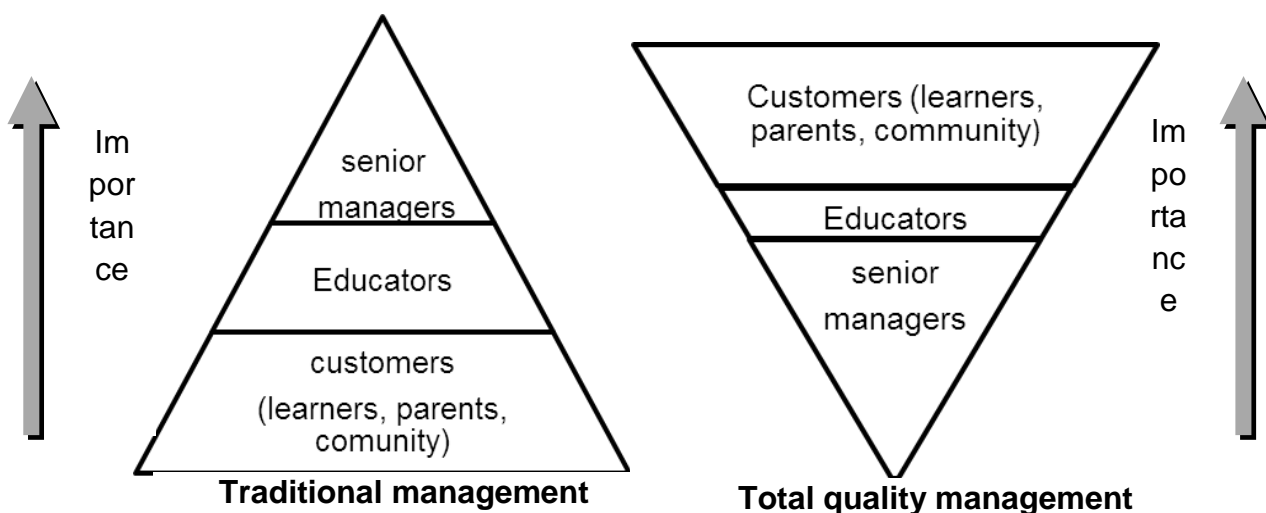 Im
por
tan
ce
senior
managers
Educators
customers
(learners, parents,
comunity)
Traditional management
Customers (learners,
parents, community)
Educators
senior
managers
Total quality management
Im
po
rta
nc
e